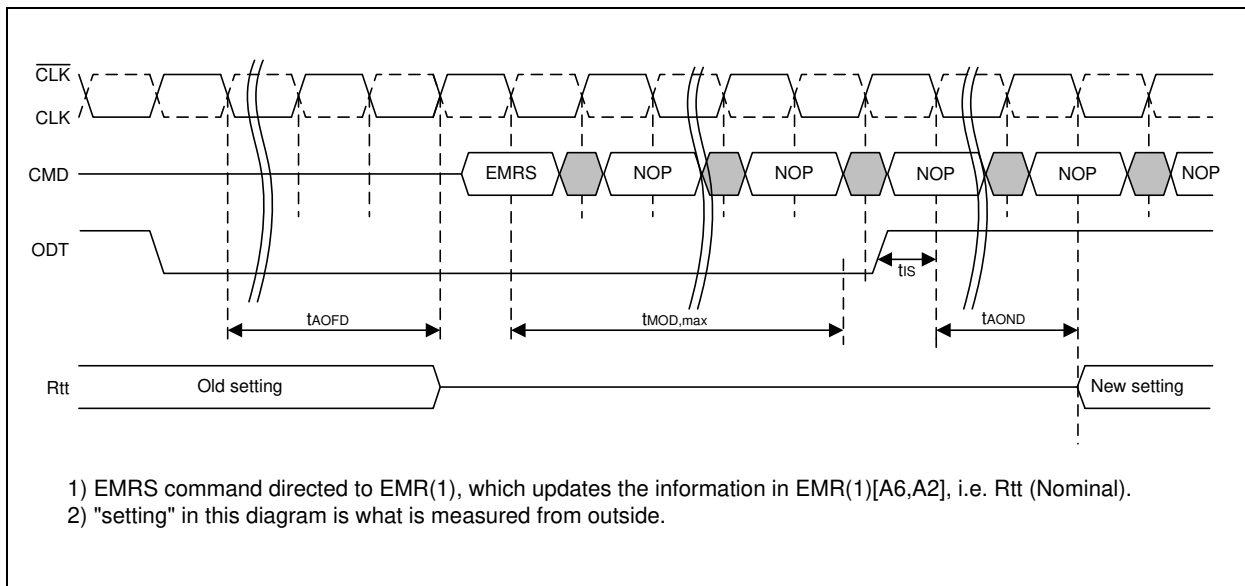 CLK
CLK
CMD
EMRS
NOP
NOP
NOP
NOP
NOP
ODT
tIS
tAOFD
tMOD,max
tAOND
Rtt
Old setting
New setting
1) EMRS command directed to EMR(1), which updates the information in EMR(1)[A6,A2], i.e. Rtt (Nominal).
2) "setting" in this diagram is what is measured from outside.